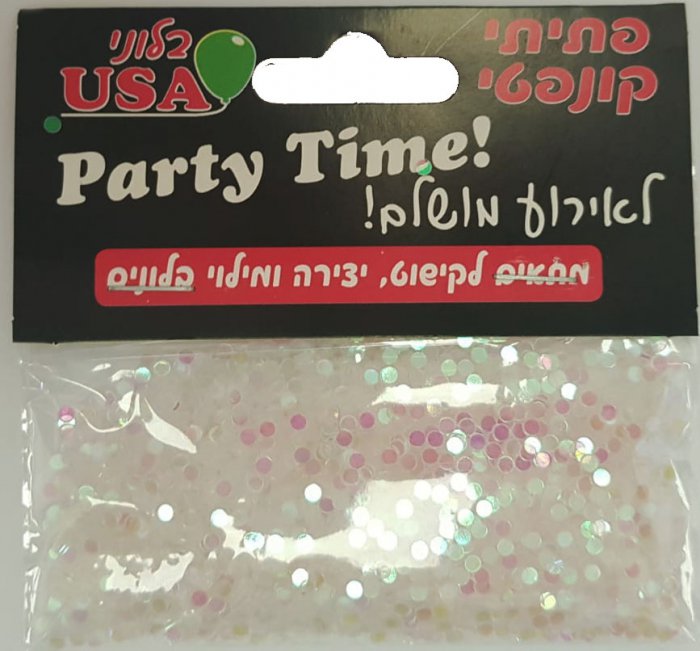 פתיתי
קונפטי
בלוני
USA
Party Time!
לאירוע מושלם!
מתאים לקישוט, יצירה ומילוי בלונים